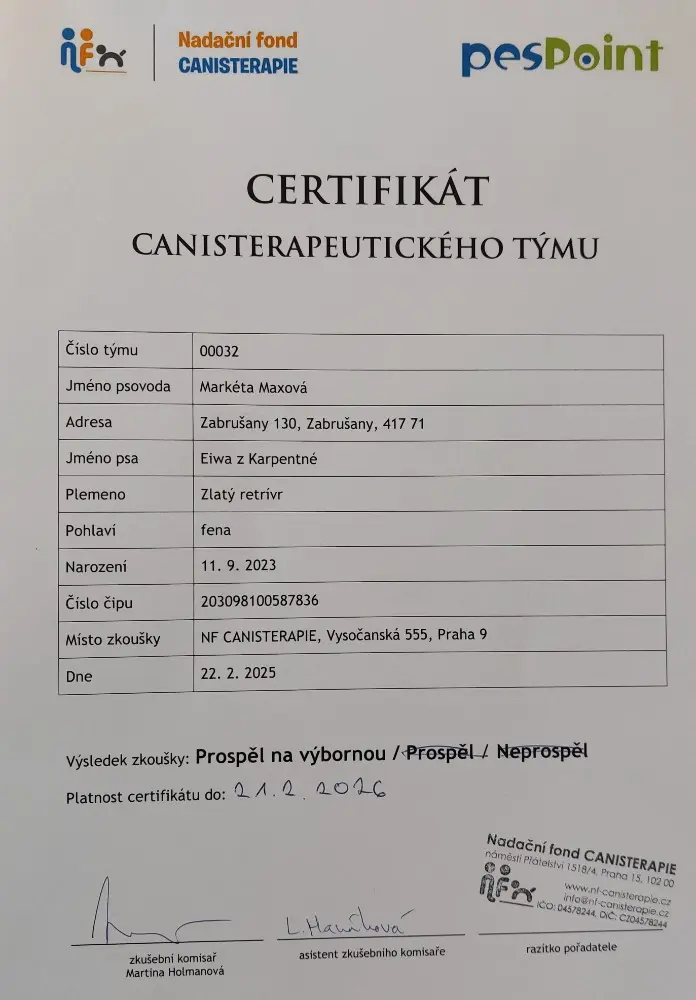 Nadační fond
CANISTERAPIE
pesPoint
CERTIFIKÁT
CANISTERAPEUTICKÉHO TÝMU
Číslo týmu 00032
Jméno psovoda Markéta Maxová
Adresa Zabrušany 130, Zabrušany, 417 71
Jméno psa Eiwa z Karpentné
Plemeno Zlatý retrívr
Pohlaví fena
Narození 11. 9. 2023
Číslo čipu 203098100587836
Místo zkoušky NF CANISTERAPIE, Vysočanská 555, Praha 9
Dne 22. 2. 2025
Výsledek zkoušky: Prospěl na výbornou / Prospěl / Neprospěl
Platnost certifikátu do: 21.2.2026
Nadační fond CANISTERAPIE
náměstí Přátelství 1518/4, Praha 15, 102 00
www.nf-canisterapie.cz
info@nf-canisterapie.cz
IČO: 04578244, DIČ: CZ04578244
zkušební komisař
Martina Holmanová
asistent zkušebního komisaře
razítko pořadatele